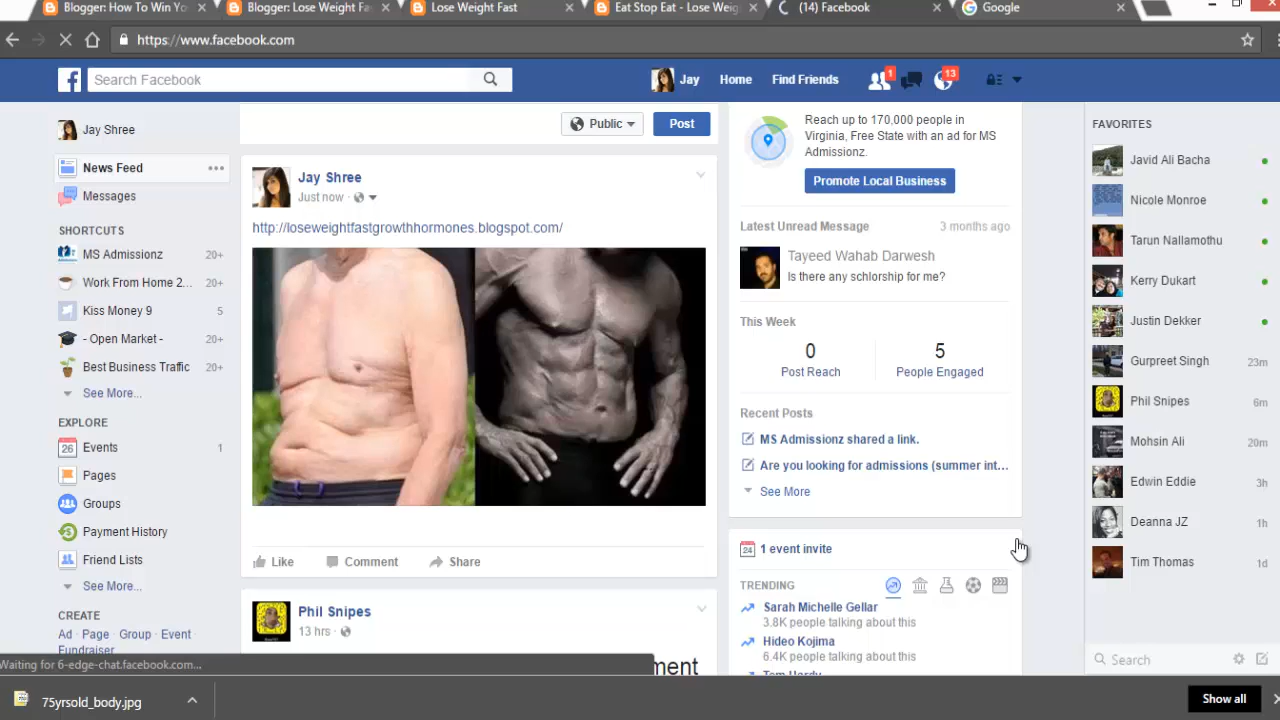 Blogger: How To Win Yo
Blogger: Lose Weight Fa
Lose Weight Fast
Eat Stop Eat - Lose Weig
(14) Facebook
Google
https://www.facebook.com
Search Facebook
Jay
Home
Find Friends
1
13
Jay Shree
News Feed
Messages
SHORTCUTS
MS Admissionz 20+
Work From Home 2... 20+
Kiss Money 9 5
- Open Market - 20+
Best Business Traffic 20+
See More...
EXPLORE
26 Events 1
Pages
Groups
Payment History
Friend Lists
See More...
CREATE
Ad · Page · Group · Event ·
Fundraiser
Waiting for 6-edge-chat.facebook.com...
Public
Post
Jay Shree
Just now ·
http://loseweightfastgrowthhormones.blogspot.com/
Like
Comment
Share
Phil Snipes
13 hrs ·
Reach up to 170,000 people in
Virginia, Free State with an ad for MS
Admissionz.
Promote Local Business
Latest Unread Message 3 months ago
Tayeed Wahab Darwesh
Is there any schlorship for me?
This Week
0
Post Reach
5
People Engaged
Recent Posts
MS Admissionz shared a link.
Are you looking for admissions (summer int...
See More
24 1 event invite
TRENDING
Sarah Michelle Gellar
3.8K people talking about this
Hideo Kojima
6.4K people talking about this
FAVORITES
Javid Ali Bacha
Nicole Monroe
Tarun Nallamothu
Kerry Dukart
Justin Dekker
Gurpreet Singh 23m
Phil Snipes 6m
Mohsin Ali 20m
Edwin Eddie 3h
Deanna JZ 1h
Tim Thomas 1d
Search
75yrsold_body.jpg
Show all